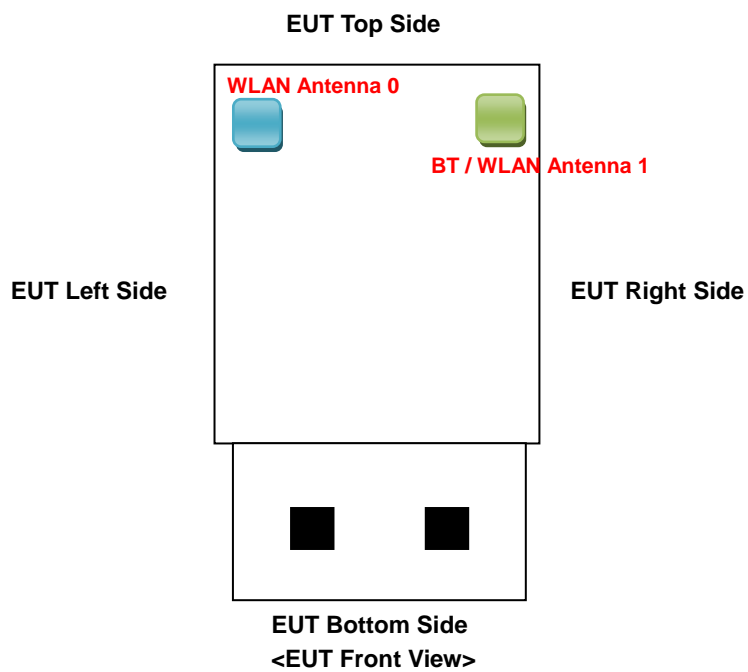 EUT Top Side
WLAN Antenna 0
BT / WLAN Antenna 1
EUT Left Side
EUT Right Side
EUT Bottom Side
<EUT Front View>